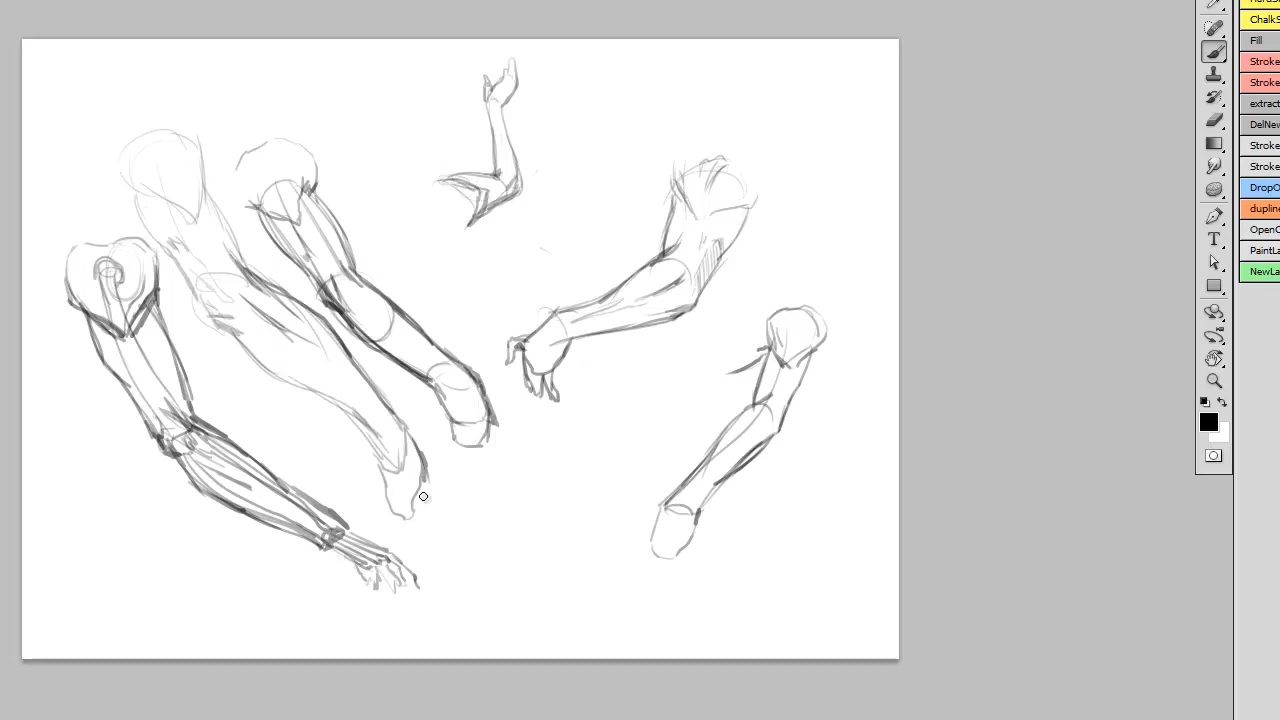 ChalkS
Fill
Stroke
Stroke
extract
DelNew
Stroke
Stroke
DropO
dupline
OpenC
PaintLa
NewLa